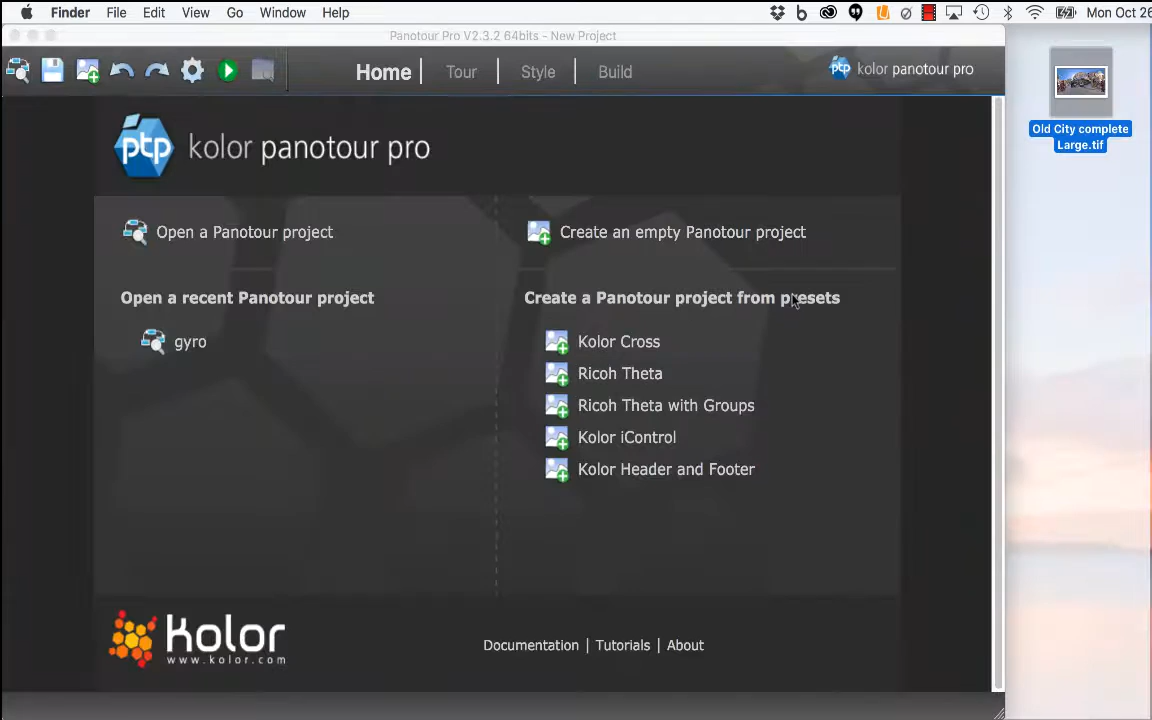 Finder File Edit View Go Window Help Mon Oct 26
Panotour Pro V2.3.2 64bits - New Project
Home Tour Style Build ptp kolor panotour pro
ptp kolor panotour pro
Old City complete
Large.tif
Open a Panotour project
Create an empty Panotour project
Open a recent Panotour project
gyro
Create a Panotour project from presets
Kolor Cross
Ricoh Theta
Ricoh Theta with Groups
Kolor iControl
Kolor Header and Footer
kolor
www.kolor.com
Documentation | Tutorials | About